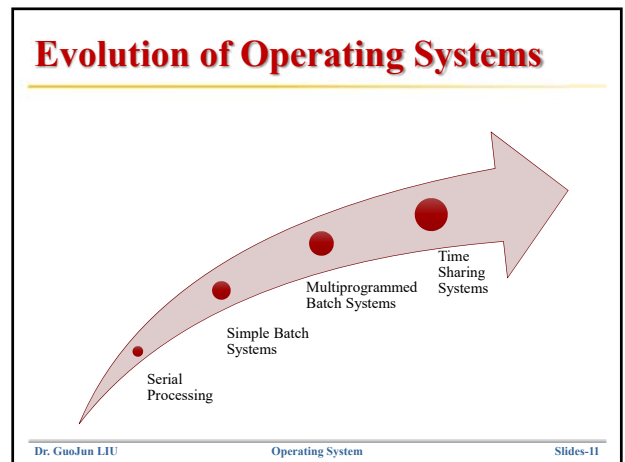 Evolution of Operating Systems
Serial
Processing
Simple Batch
Systems
Multiprogrammed
Batch Systems
Time
Sharing
Systems
Dr. GuoJun LIU
Operating System
Slides-11